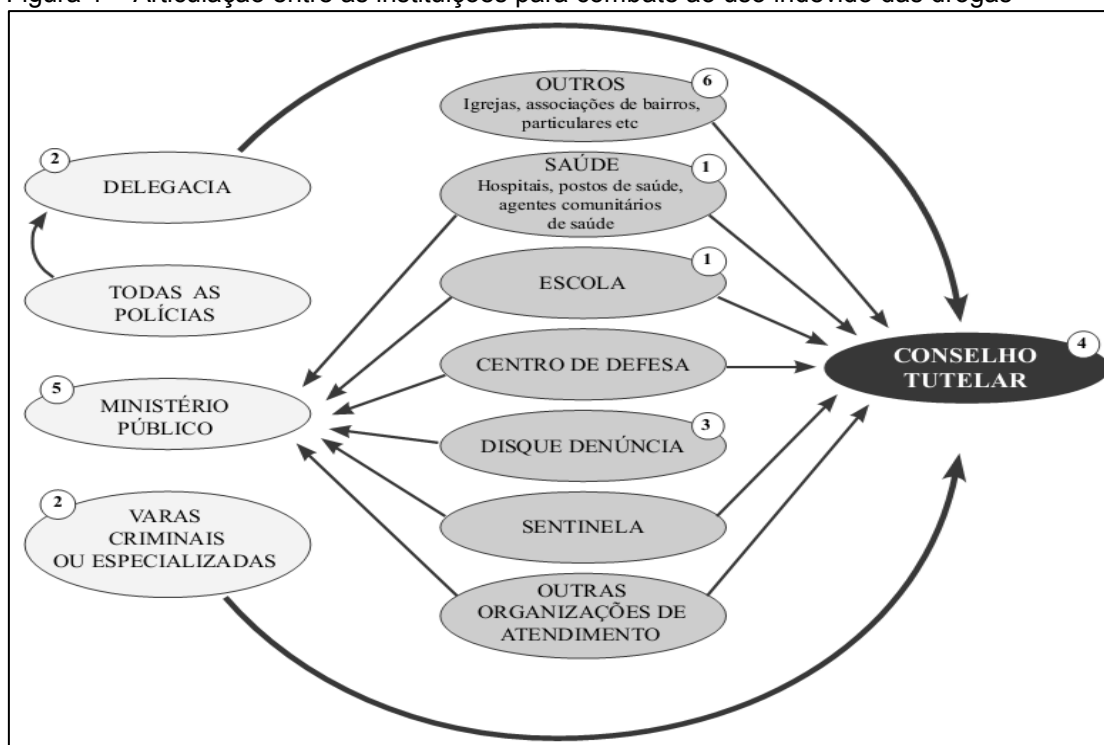 Figura 4 – Articulação entre as instituições para combate ao uso indevido das drogas
6
OUTROS
Igrejas, associações de bairros,
particulares etc
2
DELEGACIA
1
SAÚDE
Hospitais, postos de saúde,
agentes comunitários
de saúde
TODAS AS
POLÍCIAS
1
ESCOLA
4
CONSELHO
TUTELAR
CENTRO DE DEFESA
5
MINISTÉRIO
PÚBLICO
3
DISQUE DENÚNCIA
2
VARAS
CRIMINAIS
OU ESPECIALIZADAS
SENTINELA
OUTRAS
ORGANIZAÇÕES DE
ATENDIMENTO